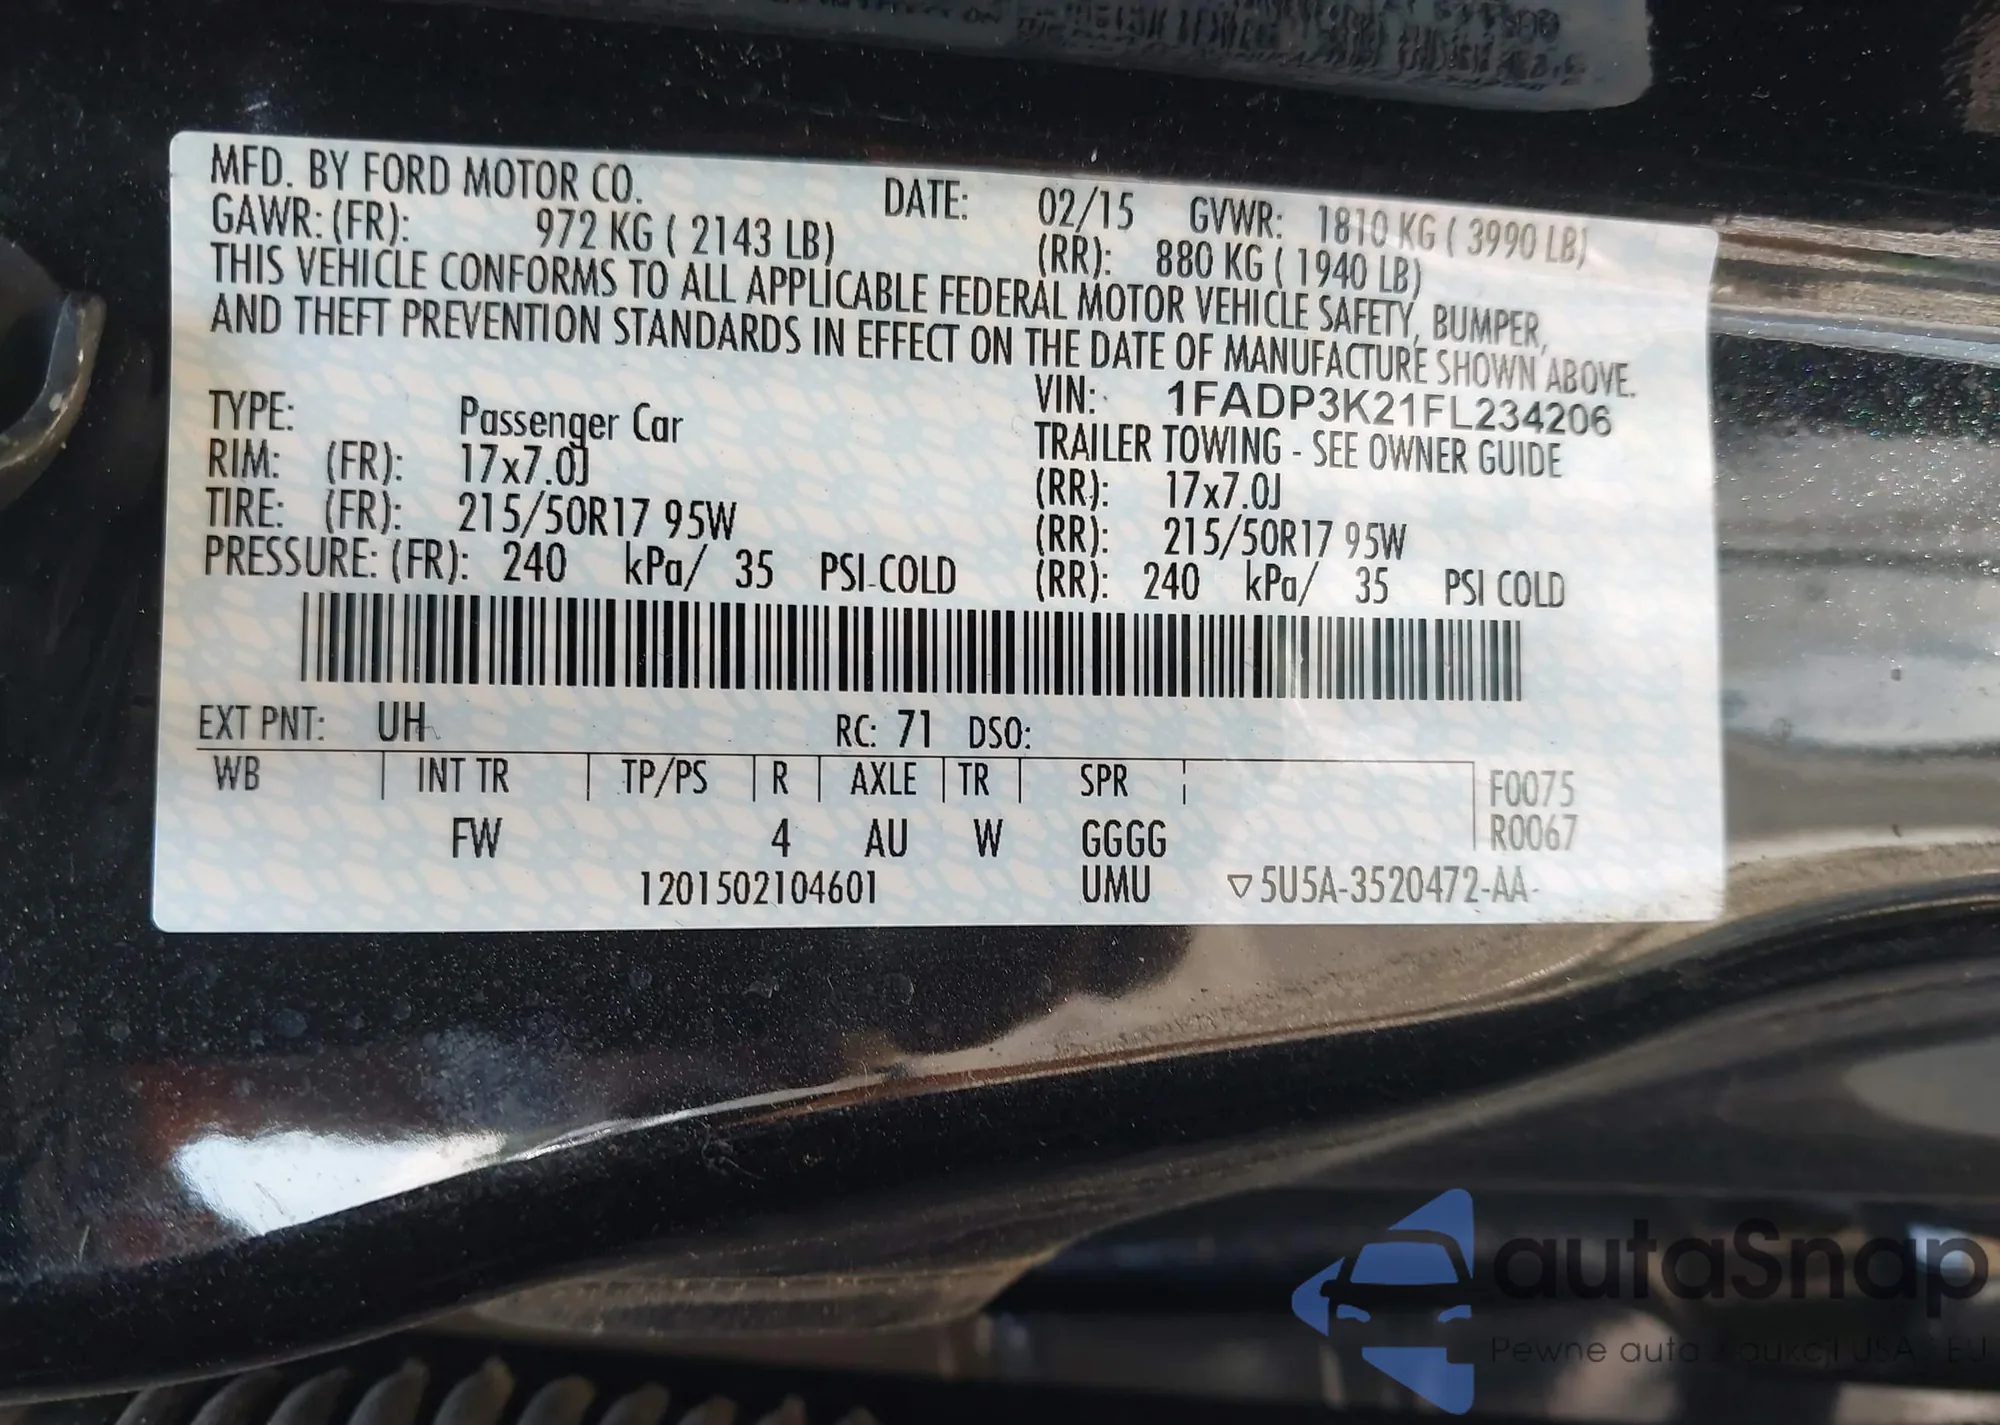 MFD. BY FORD MOTOR CO. DATE: 02/15 GVWR: 1810 KG ( 3990 LB)
GAWR: (FR): 972 KG ( 2143 LB) (RR): 880 KG ( 1940 LB)
THIS VEHICLE CONFORMS TO ALL APPLICABLE FEDERAL MOTOR VEHICLE SAFETY, BUMPER,
AND THEFT PREVENTION STANDARDS IN EFFECT ON THE DATE OF MANUFACTURE SHOWN ABOVE.
VIN: 1FADP3K21FL234206
TYPE: Passenger Car TRAILER TOWING - SEE OWNER GUIDE
RIM: (FR): 17x7.0J (RR): 17x7.0J
TIRE: (FR): 215/50R17 95W (RR): 215/50R17 95W
PRESSURE: (FR): 240 kPa/ 35 PSI COLD (RR): 240 kPa/ 35 PSI COLD
EXT PNT: UH RC: 71 DSO:
WB INT TR TP/PS R AXLE TR SPR F0075
FW 4 AU W GGGG R0067
1201502104601 UMU ▽5U5A-3520472-AA
autaSnap
Pewne auta z aukcji USA i EU